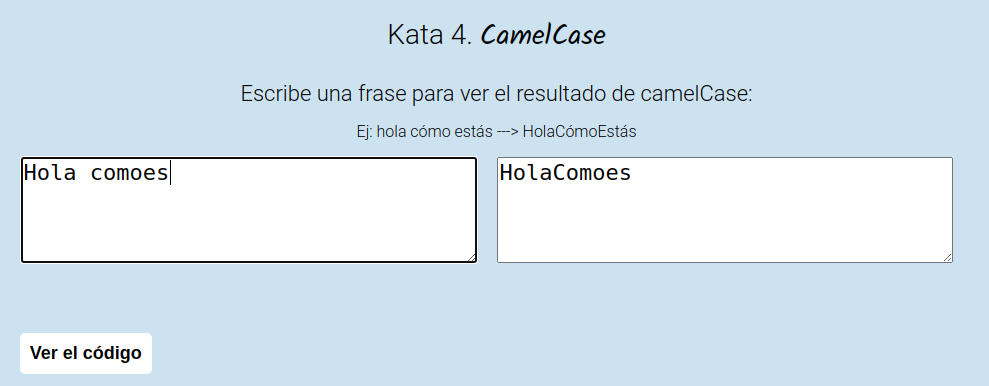 Kata 4. CamelCase
Escribe una frase para ver el resultado de camelCase:
Ej: hola cómo estás ---> HolaCómoEstás
Hola comoes
HolaComoes
Ver el código